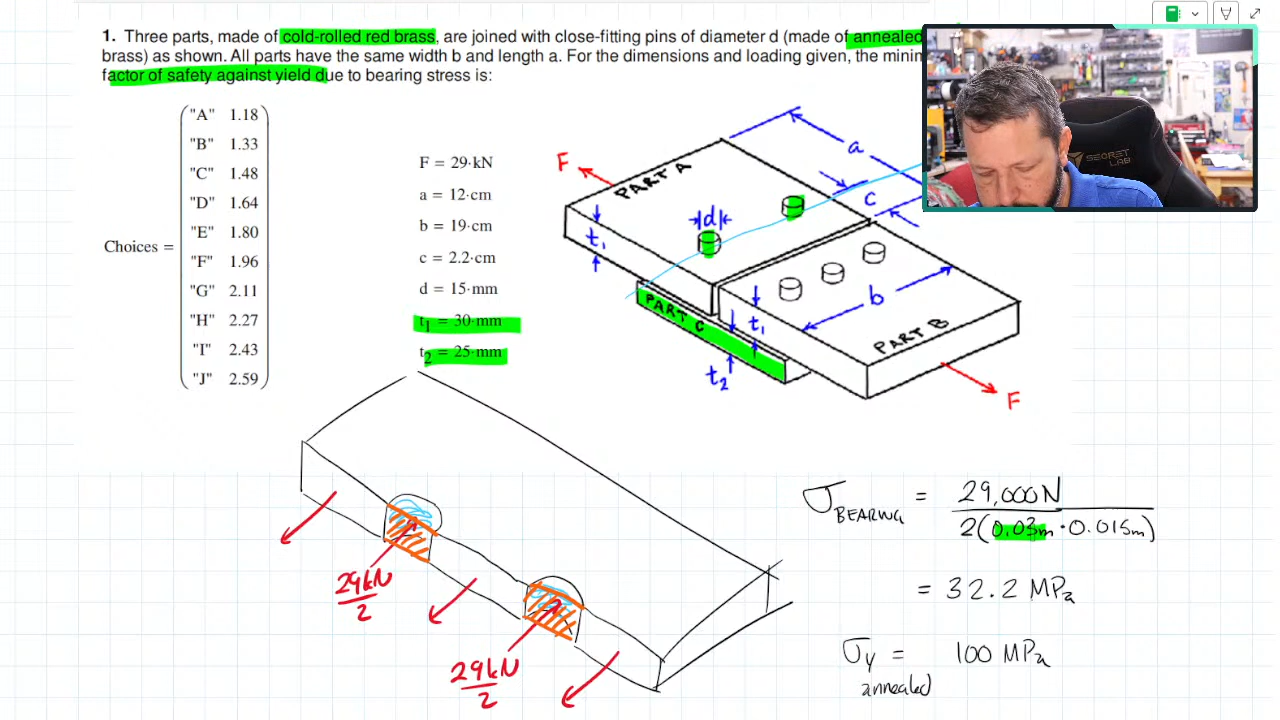 1. Three parts, made of cold-rolled red brass, are joined with close-fitting pins of diameter d (made of annealed
brass) as shown. All parts have the same width b and length a. For the dimensions and loading given, the
factor of safety against yield due to bearing stress is:
Choices =
"A" 1.18
"B" 1.33
"C" 1.48
"D" 1.64
"E" 1.80
"F" 1.96
"G" 2.11
"H" 2.27
"I" 2.43
"J" 2.59
F = 29·kN
a = 12·cm
b = 19·cm
c = 2.2·cm
d = 15·mm
t1 = 30·mm
t2 = 25·mm
F
PART A
a
c
d
t1
PART C
t1
b
t2
PART B
F
SECRET
LAB
29kN
2
29kN
2
σBEARING = 29,000N
2(0.03m · 0.015m)
= 32.2 MPa
σY = 100 MPa
annealed